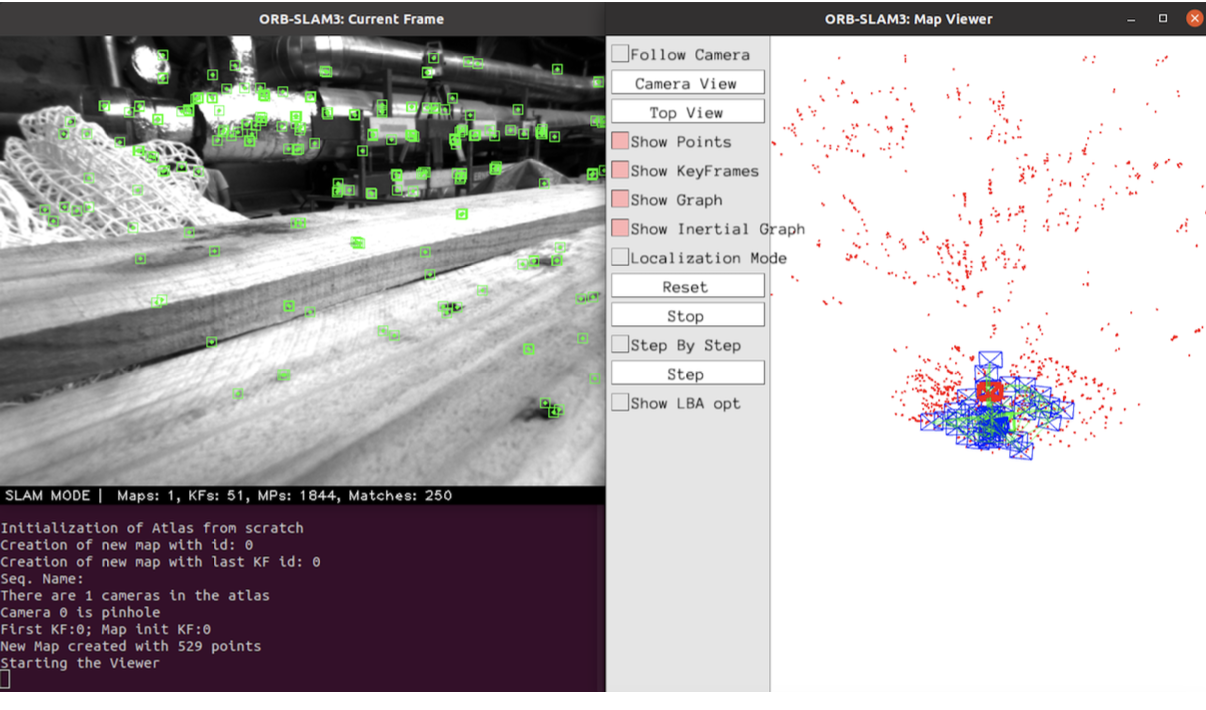 ORB-SLAM3: Current Frame
SLAM MODE |  Maps: 1, KFs: 51, MPs: 1844, Matches: 250
Initialization of Atlas from scratch
Creation of new map with id: 0
Creation of new map with last KF id: 0
Seq. Name:
There are 1 cameras in the atlas
Camera 0 is pinhole
First KF:0; Map init KF:0
New Map created with 529 points
Starting the Viewer
ORB-SLAM3: Map Viewer
Follow Camera
Camera View
Top View
Show Points
Show KeyFrames
Show Graph
Show Inertial Graph
Localization Mode
Reset
Stop
Step By Step
Step
Show LBA opt